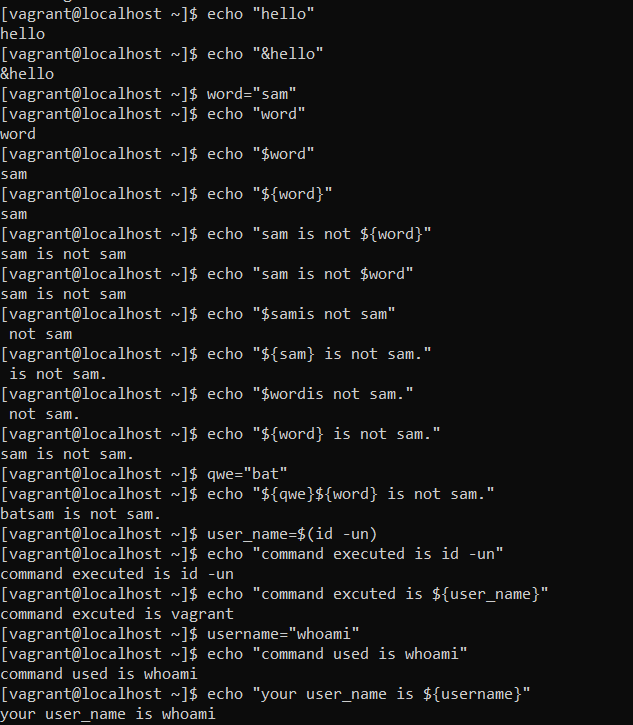 [vagrant@localhost ~]$ echo "hello"
hello
[vagrant@localhost ~]$ echo "&hello"
&hello
[vagrant@localhost ~]$ word="sam"
[vagrant@localhost ~]$ echo "word"
word
[vagrant@localhost ~]$ echo "$word"
sam
[vagrant@localhost ~]$ echo "${word}"
sam
[vagrant@localhost ~]$ echo "sam is not ${word}"
sam is not sam
[vagrant@localhost ~]$ echo "sam is not $word"
sam is not sam
[vagrant@localhost ~]$ echo "$samis not sam"
 not sam
[vagrant@localhost ~]$ echo "${sam} is not sam."
 is not sam.
[vagrant@localhost ~]$ echo "$wordis not sam."
 not sam.
[vagrant@localhost ~]$ echo "${word} is not sam."
sam is not sam.
[vagrant@localhost ~]$ qwe="bat"
[vagrant@localhost ~]$ echo "${qwe}${word} is not sam."
batsam is not sam.
[vagrant@localhost ~]$ user_name=$(id -un)
[vagrant@localhost ~]$ echo "command executed is id -un"
command executed is id -un
[vagrant@localhost ~]$ echo "command excuted is ${user_name}"
command excuted is vagrant
[vagrant@localhost ~]$ username="whoami"
[vagrant@localhost ~]$ echo "command used is whoami"
command used is whoami
[vagrant@localhost ~]$ echo "your user_name is ${username}"
your user_name is whoami